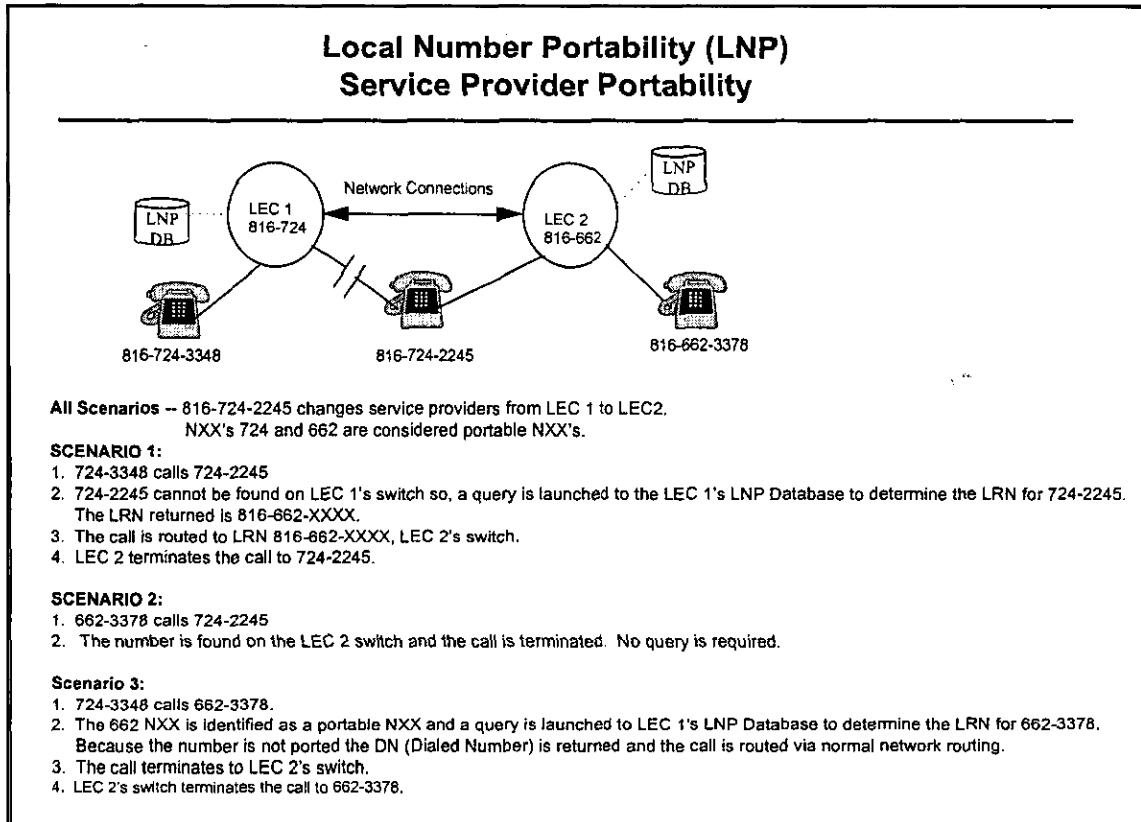 Local Number Portability (LNP)
Service Provider Portability
LNP
DB
LEC 1
816-724
Network Connections
LEC 2
816-662
LNP
DB
816-724-3348
816-724-2245
816-662-3378
All Scenarios -- 816-724-2245 changes service providers from LEC 1 to LEC2.
NXX's 724 and 662 are considered portable NXX's.
SCENARIO 1:
1. 724-3348 calls 724-2245
2. 724-2245 cannot be found on LEC 1's switch so, a query is launched to the LEC 1's LNP Database to determine the LRN for 724-2245.
The LRN returned is 816-662-XXXX.
3. The call is routed to LRN 816-662-XXXX, LEC 2's switch.
4. LEC 2 terminates the call to 724-2245.
SCENARIO 2:
1. 662-3378 calls 724-2245
2. The number is found on the LEC 2 switch and the call is terminated. No query is required.
Scenario 3:
1. 724-3348 calls 662-3378.
2. The 662 NXX is identified as a portable NXX and a query is launched to LEC 1's LNP Database to determine the LRN for 662-3378.
Because the number is not ported the DN (Dialed Number) is returned and the call is routed via normal network routing.
3. The call terminates to LEC 2's switch.
4. LEC 2's switch terminates the call to 662-3378.